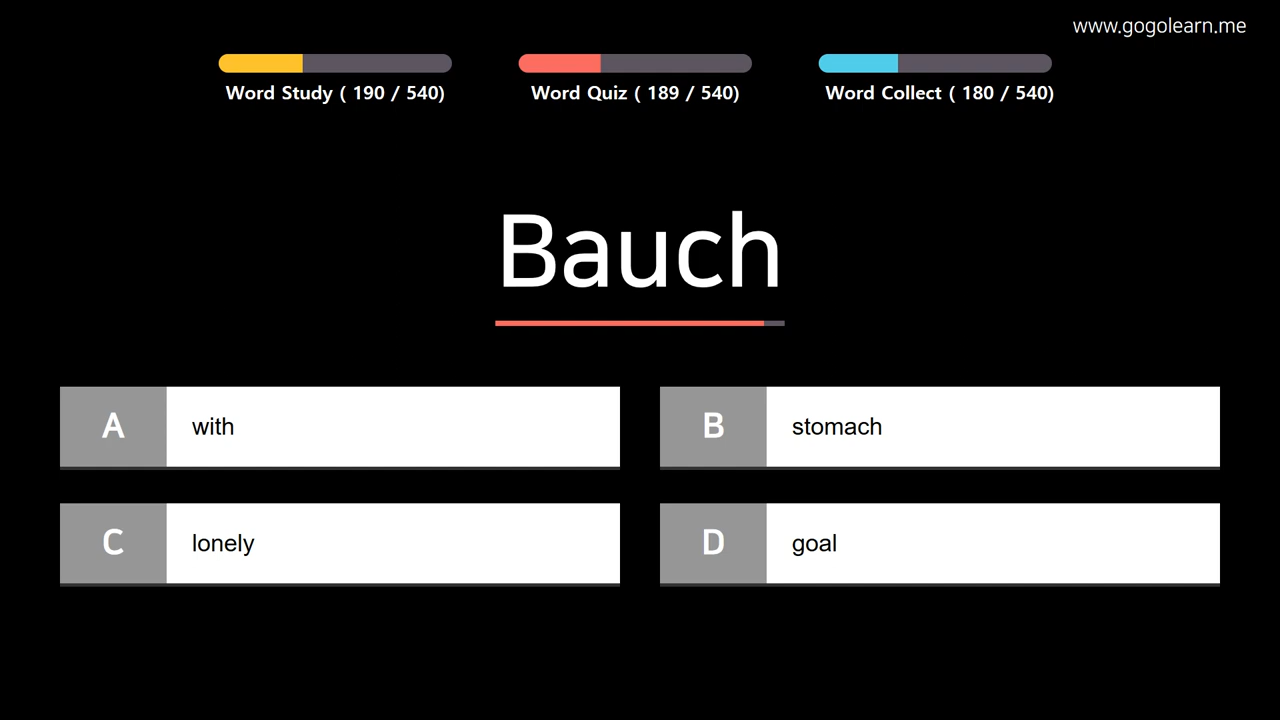 www.gogolearn.me
Word Study ( 190 / 540)
Word Quiz ( 189 / 540)
Word Collect ( 180 / 540)
Bauch
A with
B stomach
C lonely
D goal